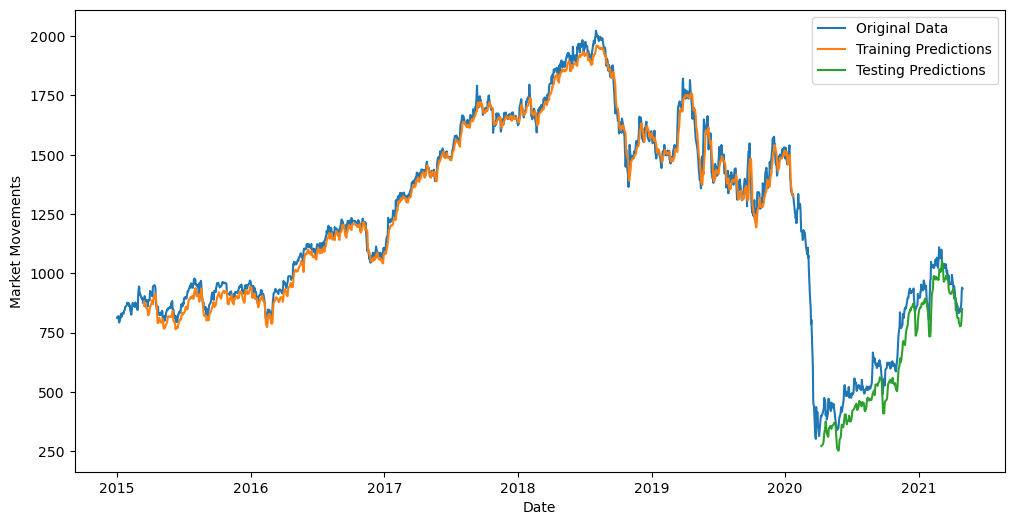 Original Data
Training Predictions
Testing Predictions
Market Movements
2000
1750
1500
1250
1000
750
500
250
2015 2016 2017 2018 2019 2020 2021
Date